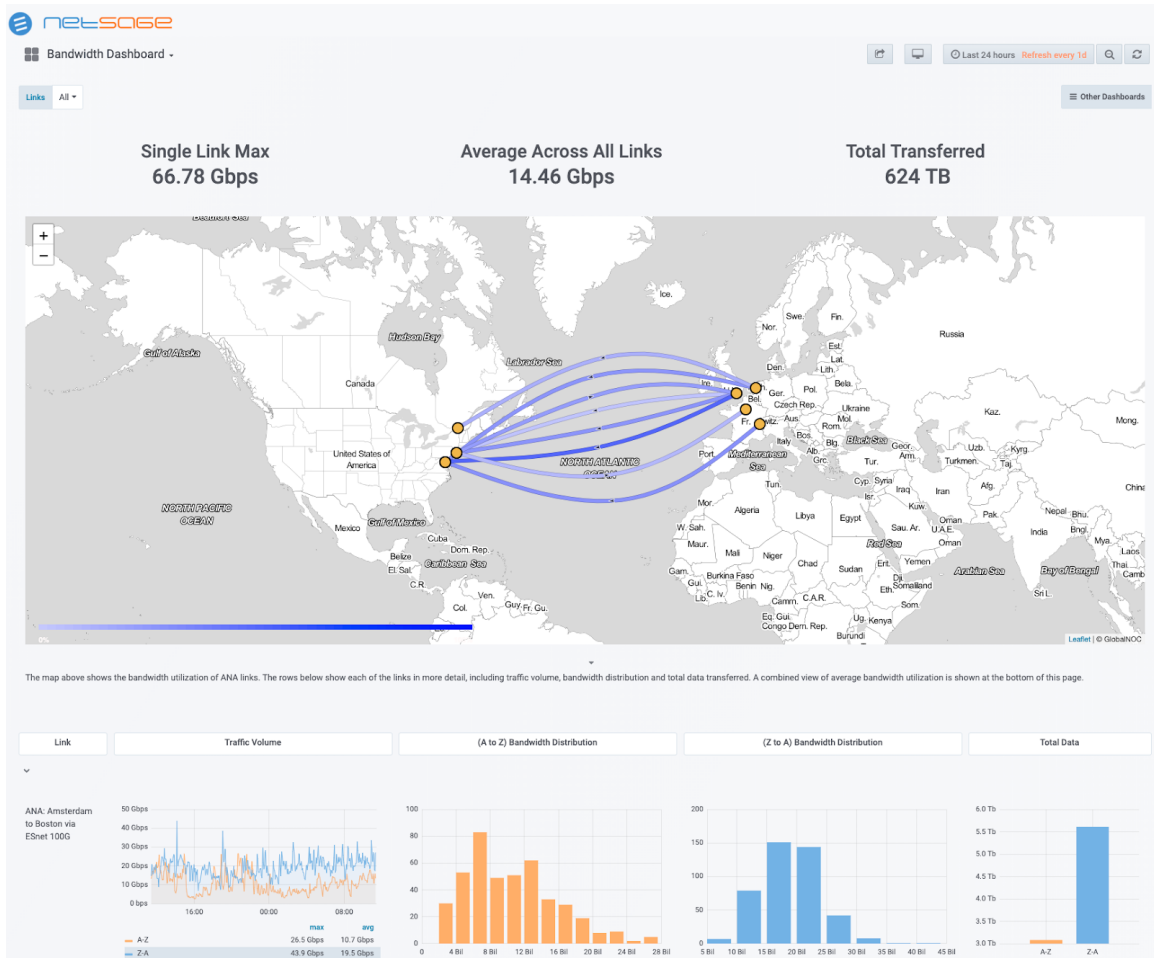 netsage
Bandwidth Dashboard
Last 24 hours Refresh every 1d
Links All
Other Dashboards
Single Link Max
66.78 Gbps
Average Across All Links
14.46 Gbps
Total Transferred
624 TB
+
−
Beaufort Sea
Ice.
Swe.
Fin.
Nor.
Russia
Est.
Lat.
Lith.
Gulf of Alaska
Hudson Bay
Labrador Sea
Den.
Ire.
Canada
Ger.
Pol.
Bela.
Bel.
Czech Rep.
Ukraine
Kaz.
Mong.
Fr.
Aus.
Mol.
Rom.
Bos.
Italy
Blg.
Black Sea
Geor.
Uzb.
Kyrg.
United States of
America
Port.
Mediterranean
Sea
Alb.
Grc.
Arm.
Turkmen.
Taj.
NORTH ATLANTIC
OCEAN
Tur.
Tun.
Cyp.
Syria
Isr.
Iraq
Iran
Afg.
China
NORTH PACIFIC
OCEAN
Mor.
Algeria
Libya
Egypt
Kuw.
Pak.
Nepal
Bhu.
Mexico
Gulf of Mexico
W. Sah.
Sau. Ar.
Oman
U.A.E.
India
Bngl.
Cuba
Dom. Rep.
Maur.
Mali
Niger
Red Sea
Oman
Mya.
Laos
Belize
El. Sal.
Caribbean Sea
Chad
Sudan
Erit.
Yemen
Arabian Sea
Bay of Bengal
Thai.
Camb
C.R.
Gam.
Gui.
Burkina Faso
Benin
Nig.
Dji.
Somaliland
Eth.
Sri L.
Ven.
Col.
Guy.
Fr. Gu.
Lib.
C. Iv.
Camm.
C.A.R.
Som.
Eq. Gui.
Congo
Dem. Rep.
Ug.
Kenya
Burundi
Leaflet | © GlobalNOC
The map above shows the bandwidth utilization of ANA links. The rows below show each of the links in more detail, including traffic volume, bandwidth distribution and total data transferred. A combined view of average bandwidth utilization is shown at the bottom of this page.
Link
Traffic Volume
(A to Z) Bandwidth Distribution
(Z to A) Bandwidth Distribution
Total Data
ANA: Amsterdam
to Boston via
ESnet 100G
50 Gbps
40 Gbps
30 Gbps
20 Gbps
10 Gbps
0 bps
16:00 00:00 08:00
max avg
A-Z 26.5 Gbps 10.7 Gbps
Z-A 43.9 Gbps 19.5 Gbps
100
80
60
40
20
0
0 4 Bil 8 Bil 12 Bil 16 Bil 20 Bil 24 Bil 28 Bil
200
150
100
50
0
5 Bil 10 Bil 15 Bil 20 Bil 25 Bil 30 Bil 35 Bil 40 Bil 45 Bil
6.0 Tb
5.5 Tb
5.0 Tb
4.5 Tb
4.0 Tb
3.5 Tb
3.0 Tb
A-Z Z-A